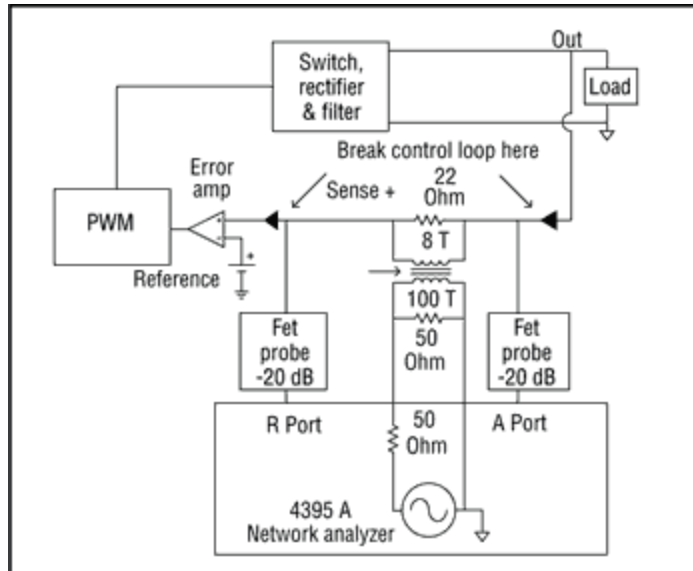 Out
Switch,
rectifier
& filter
Load
Break control loop here
Error
amp
Sense +
22
Ohm
PWM
+
-
8 T
+
Reference
100 T
Fet
probe
-20 dB
50
Ohm
Fet
probe
-20 dB
R Port
50
Ohm
A Port
4395 A
Network analyzer